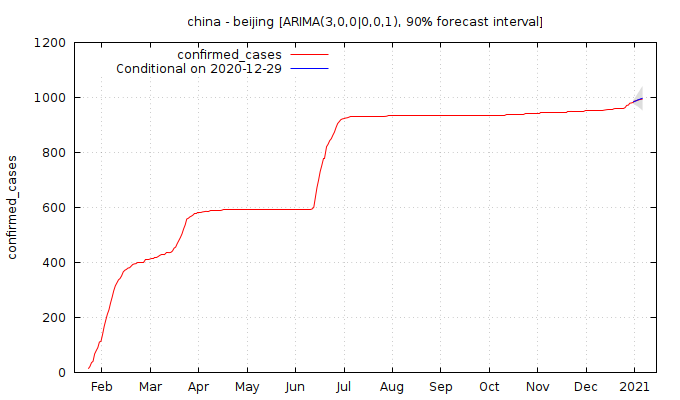 china - beijing [ARIMA(3,0,0|0,0,1), 90% forecast interval]
confirmed_cases
Conditional on 2020-12-29
confirmed_cases
1200
1000
800
600
400
200
0
Feb Mar Apr May Jun Jul Aug Aug Sep Oct Nov Dec 2021